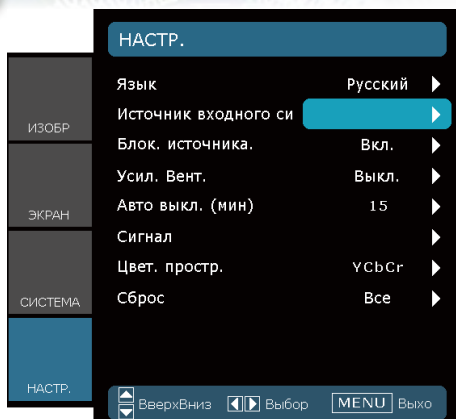 НАСТР.
ИЗОБР
ЭКРАН
СИСТЕМА
НАСТР.
Язык Русский
Источник входного си
Блок. источника. Вкл.
Усил. Вент. Выкл.
Авто выкл. (мин) 15
Сигнал
Цвет. простр. YCbCr
Сброс Все
ВверхВниз Выбор MENU Выхо